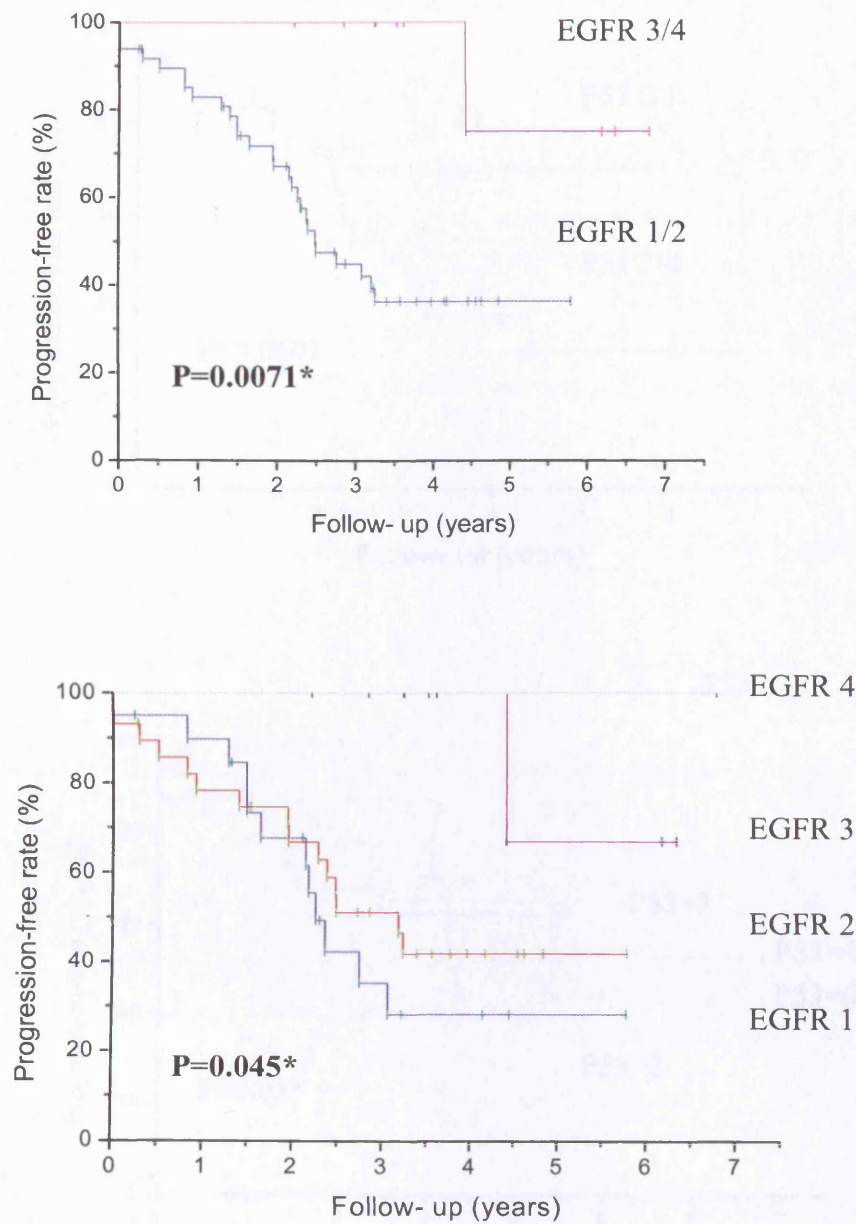 100
EGFR 3/4
80
60
EGFR 1/2
40
20
P=0.0071*
0
0 1 2 3 4 5 6 7
Progression-free rate (%)
Follow- up (years)
100
EGFR 4
80
EGFR 3
60
EGFR 2
40
EGFR 1
20
P=0.045*
0
0 1 2 3 4 5 6 7
Progression-free rate (%)
Follow- up (years)